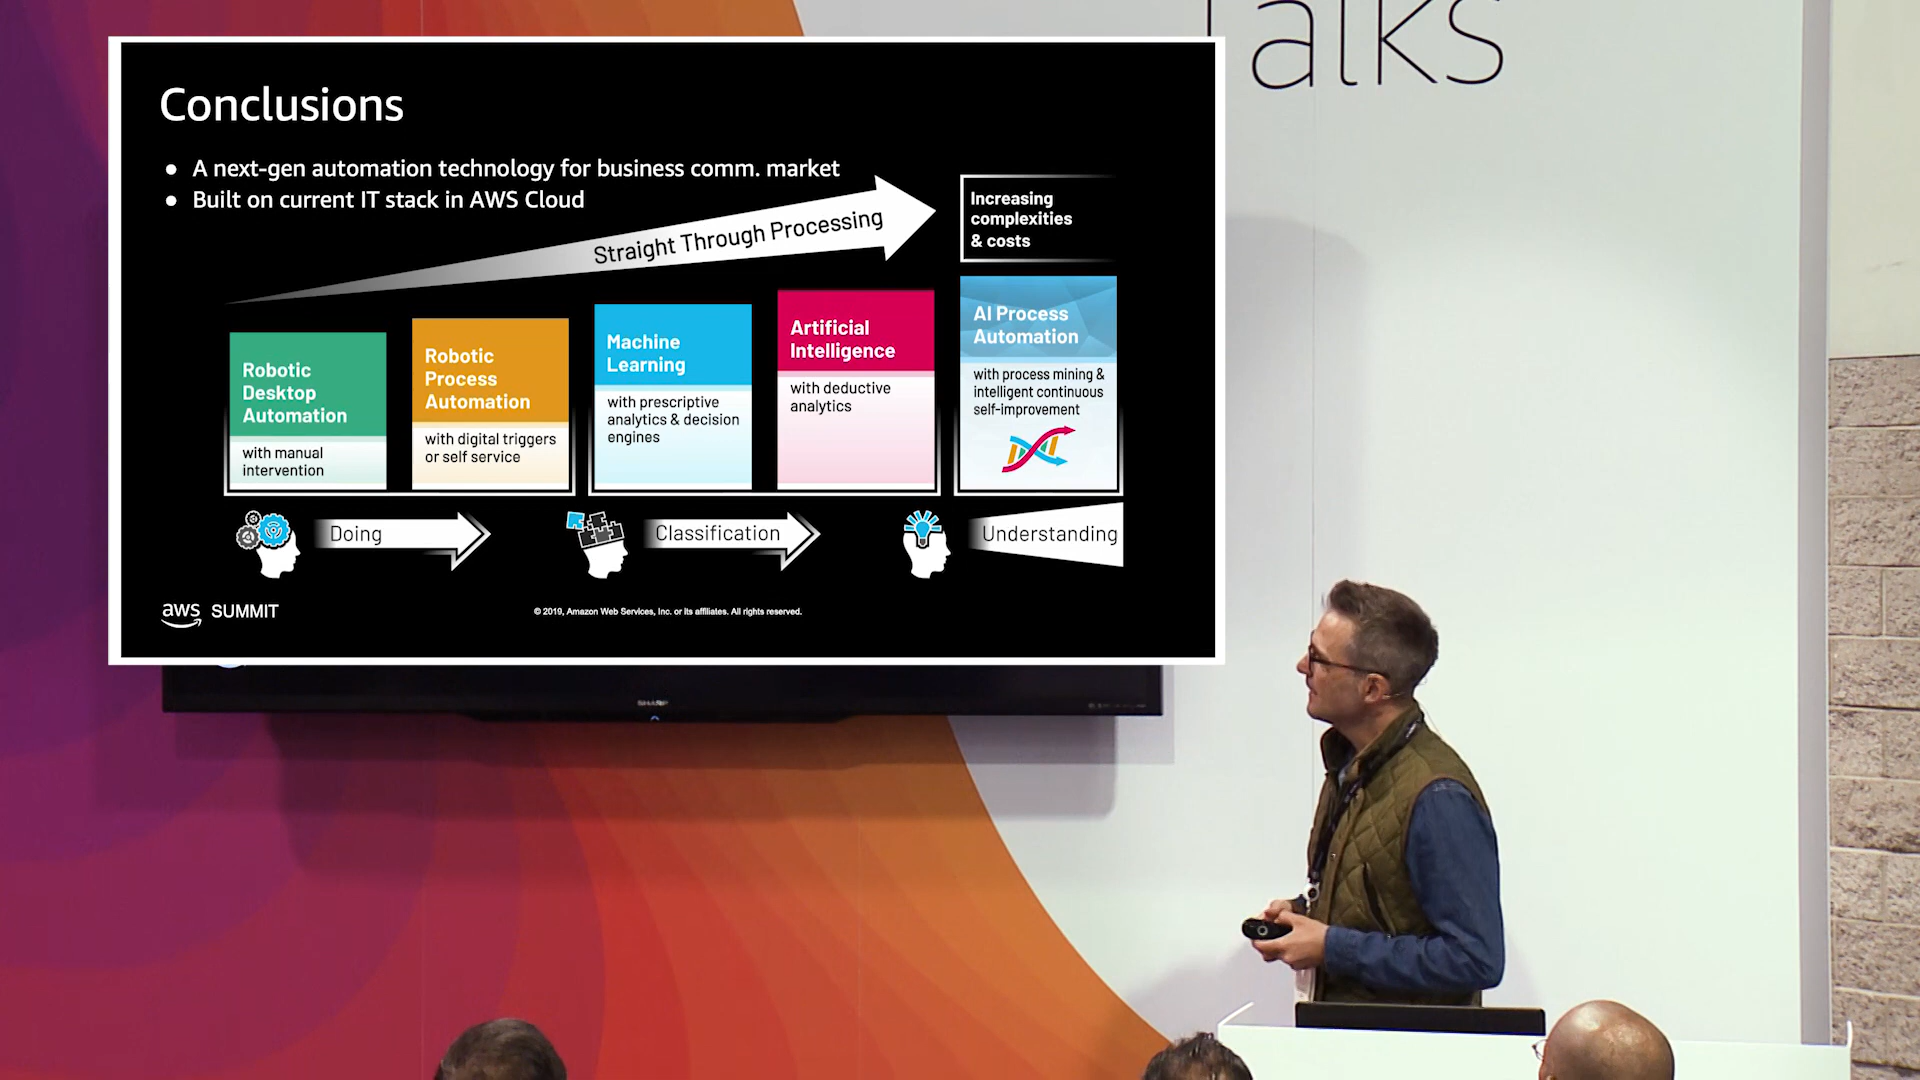 Talks
Conclusions
● A next-gen automation technology for business comm. market
● Built on current IT stack in AWS Cloud
Straight Through Processing
Increasing
complexities
& costs
Robotic
Desktop
Automation
with manual
intervention
Robotic
Process
Automation
with digital triggers
or self service
Machine
Learning
with prescriptive
analytics & decision
engines
Artificial
Intelligence
with deductive
analytics
AI Process
Automation
with process mining &
intelligent continuous
self-improvement
Doing
Classification
Understanding
aws SUMMIT
© 2019, Amazon Web Services, Inc. or its affiliates. All rights reserved.
SHARP